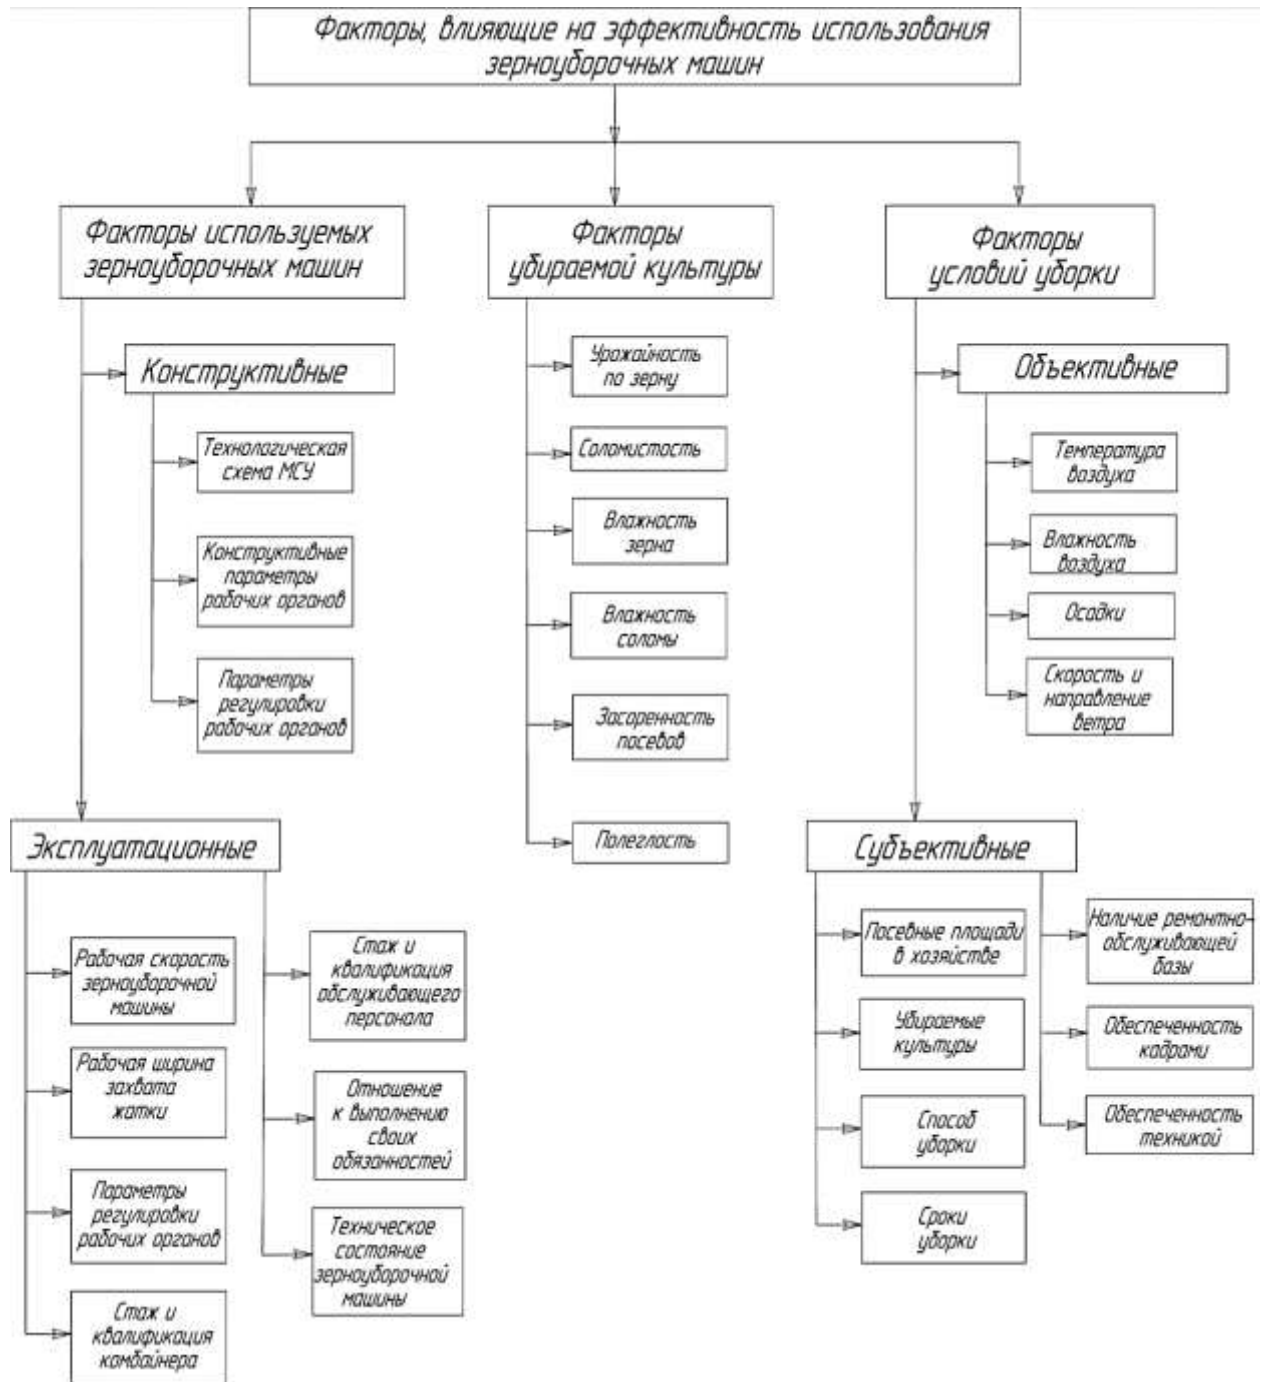 Факторы, влияющие на эффективность использования
зерноуборочных машин
Факторы используемых
зерноуборочных машин
Конструктивные
Технологическая
схема МСУ
Конструктивные
параметры
рабочих органов
Параметры
регулировки
рабочих органов
Эксплуатационные
Рабочая скорость
зерноуборочной
машины
Рабочая ширина
захвата
жатки
Параметры
регулировки
рабочих органов
Стаж и
квалификация
комбайнера
Стаж и
квалификация
обслуживающего
персонала
Отношение
к выполнению
своих
обязанностей
Техническое
состояние
зерноуборочной
машины
Факторы
убираемой культуры
Урожайность
по зерну
Соломистость
Влажность
зерна
Влажность
соломы
Засоренность
посевов
Полеглость
Факторы
условий уборки
Объективные
Температура
воздуха
Влажность
воздуха
Осадки
Скорость и
направление
ветра
Субъективные
Посевные площади
в хозяйстве
Убираемые
культуры
Способ
уборки
Сроки
уборки
Наличие ремонтно-
обслуживающей
базы
Обеспеченность
кадрами
Обеспеченность
техникой